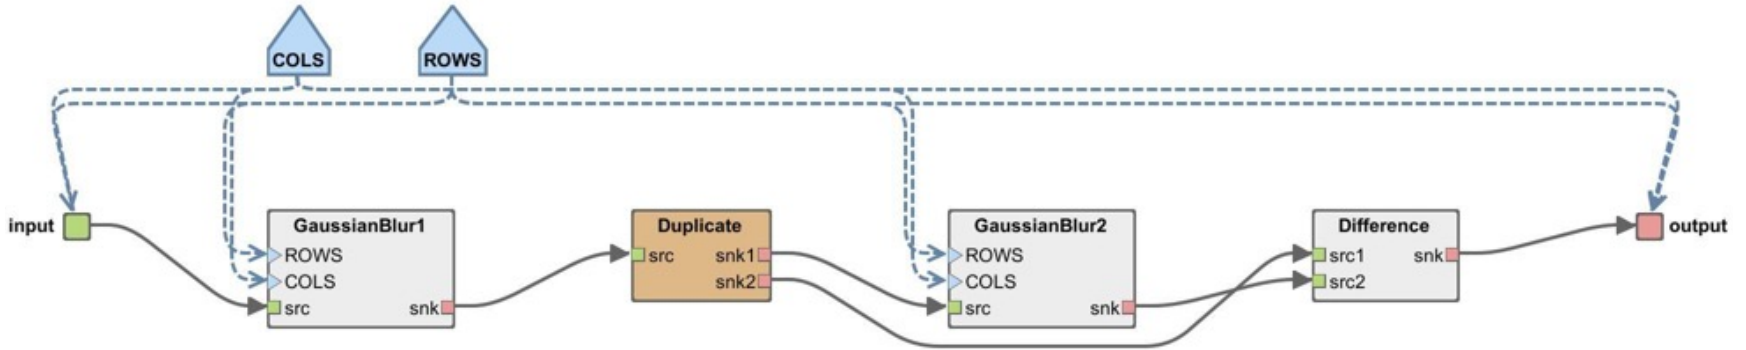 COLS
ROWS
input
GaussianBlur1
ROWS
COLS
src
snk
Duplicate
src
snk1
snk2
GaussianBlur2
ROWS
COLS
src
snk
Difference
src1
snk
src2
output